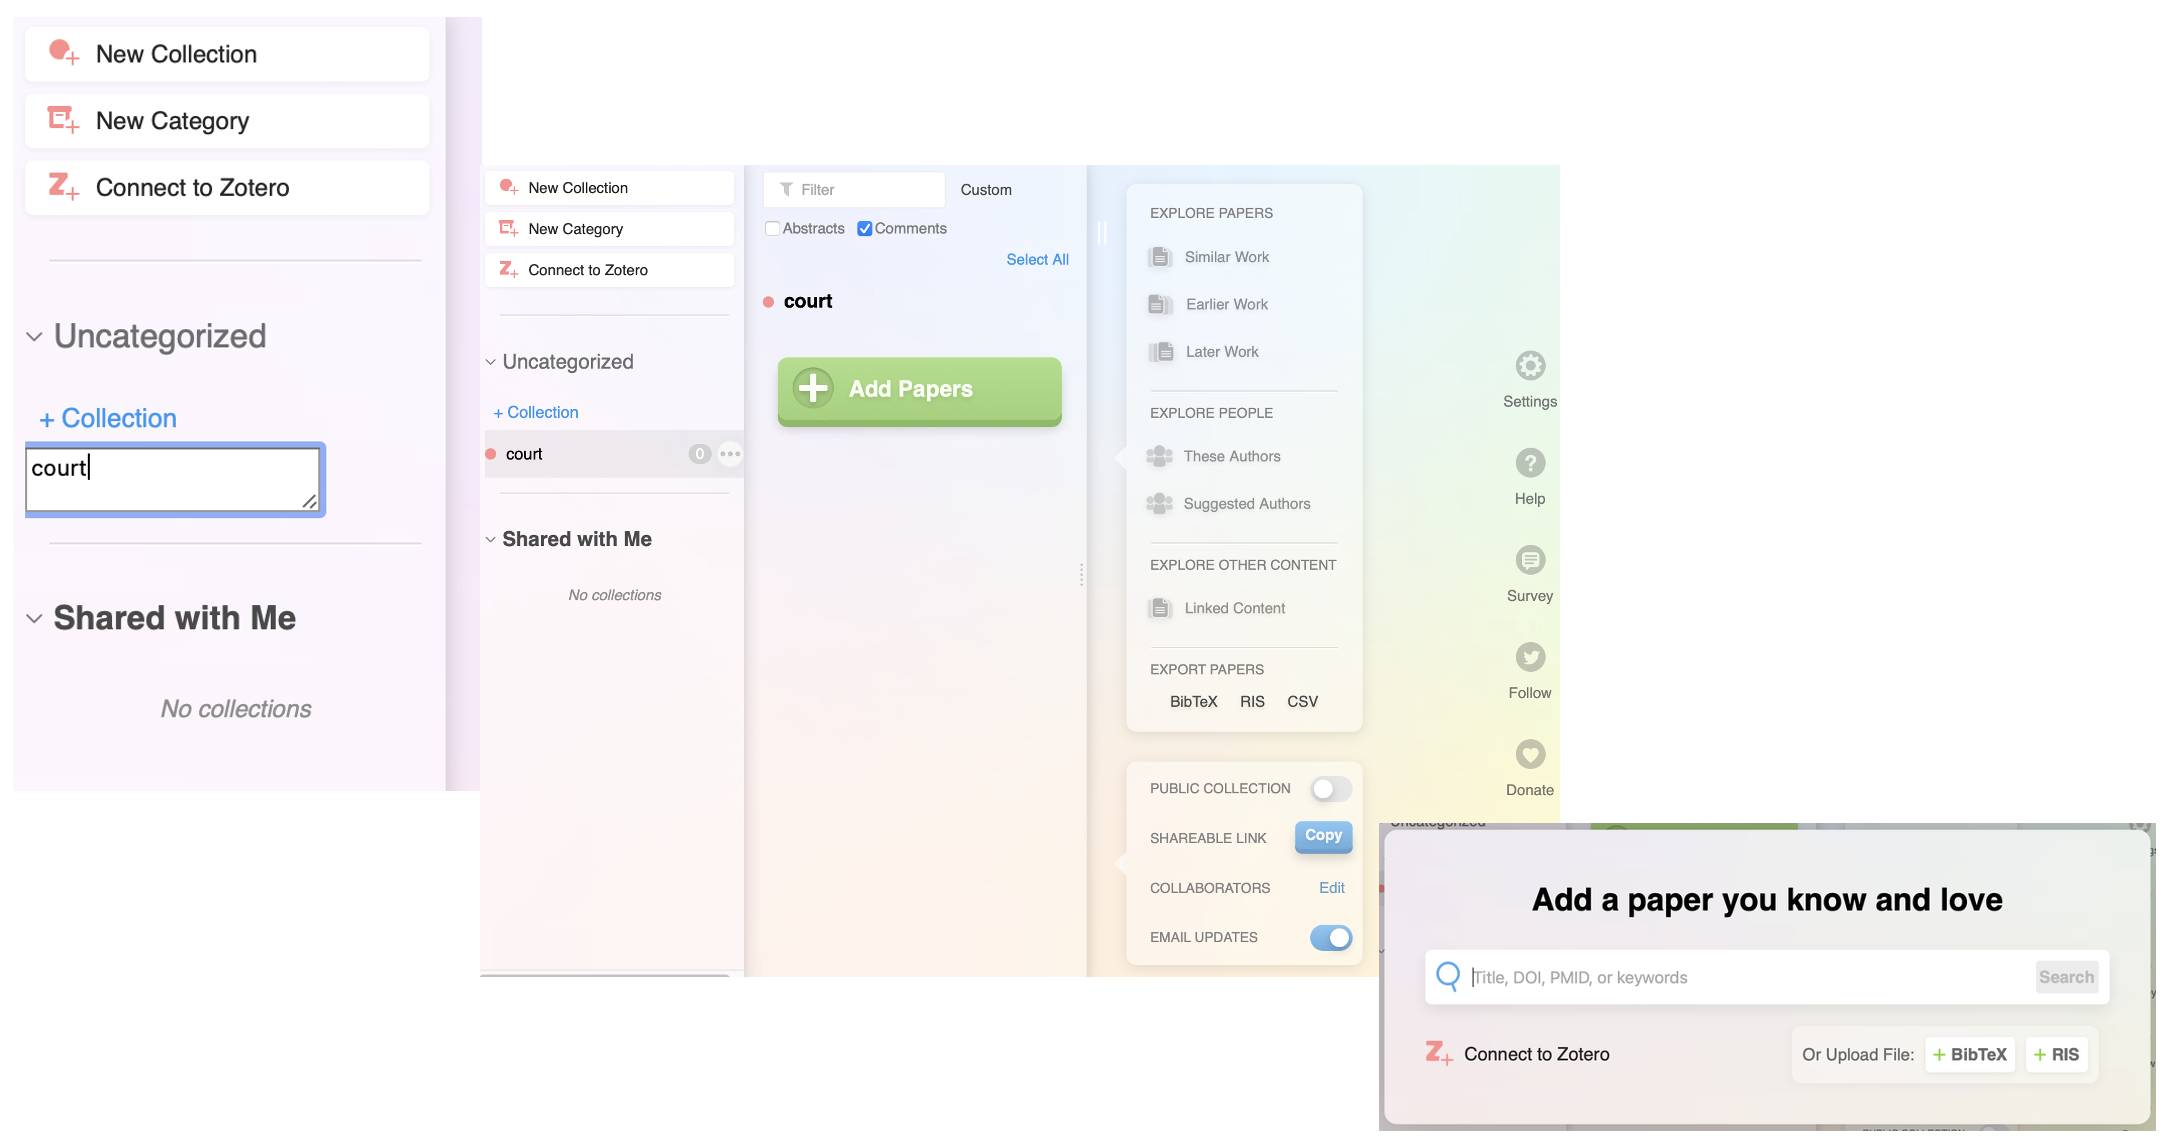 New Collection
New Category
Connect to Zotero
Uncategorized
+ Collection
court
Shared with Me
No collections
New Collection
New Category
Connect to Zotero
Uncategorized
+ Collection
court
0
Shared with Me
No collections
Filter
Custom
Abstracts
Comments
Select All
court
Add Papers
EXPLORE PAPERS
Similar Work
Earlier Work
Later Work
EXPLORE PEOPLE
These Authors
Suggested Authors
EXPLORE OTHER CONTENT
Linked Content
EXPORT PAPERS
BibTeX RIS CSV
PUBLIC COLLECTION
SHAREABLE LINK Copy
COLLABORATORS Edit
EMAIL UPDATES
Settings
Help
Survey
Follow
Donate
Uncategorized
Add a paper you know and love
Title, DOI, PMID, or keywords
Search
Connect to Zotero
Or Upload File: + BibTeX + RIS